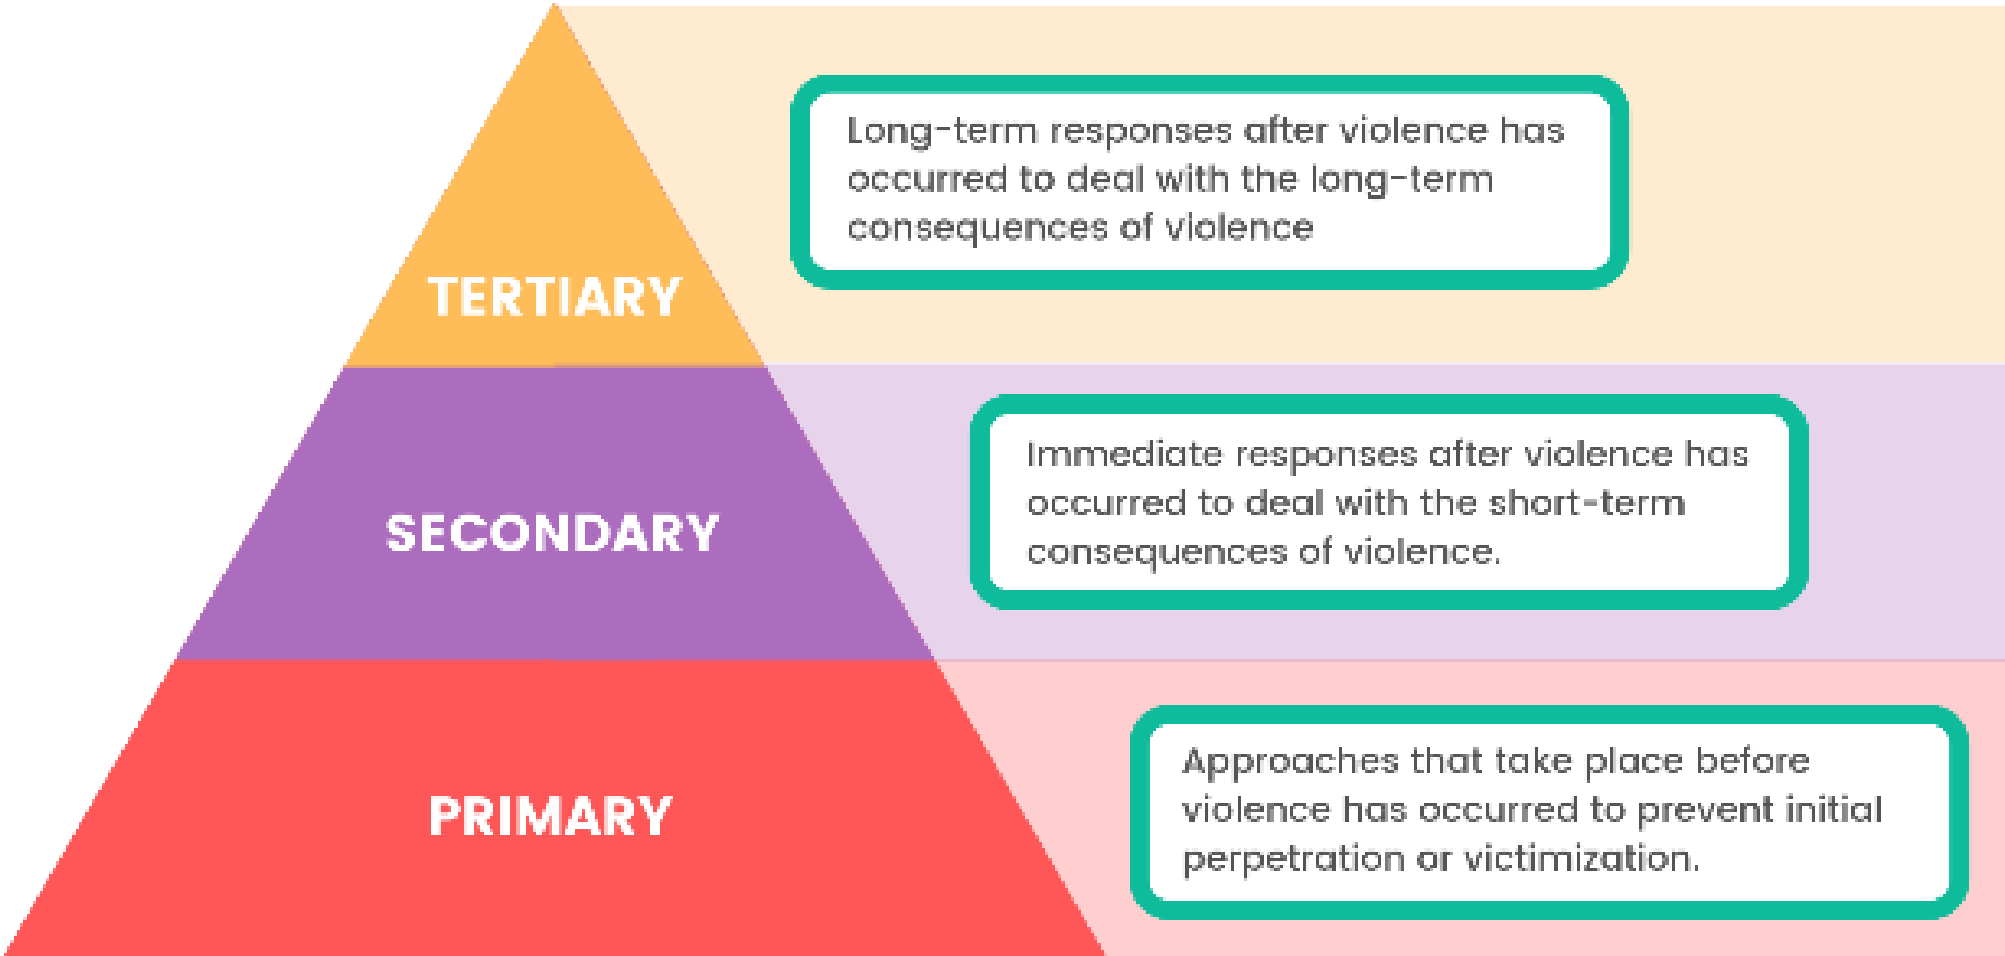 Long-term responses after violence has
occurred to deal with the long-term
consequences of violence
TERTIARY
Immediate responses after violence has
occurred to deal with the short-term
consequences of violence.
SECONDARY
Approaches that take place before
violence has occurred to prevent initial
perpetration or victimization.
PRIMARY